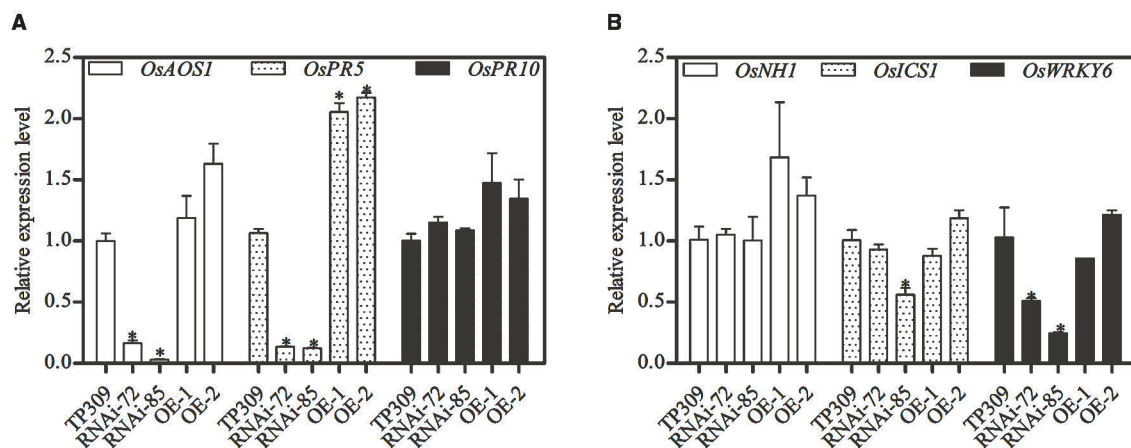 A
2.5
2.0
1.5
1.0
0.5
0.0
Relative expression level
OsAOS1
OsPR5
OsPR10
* * * * 
TP309
RNAi-72
RNAi-85
OE-1
OE-2
TP309
RNAi-72
RNAi-85
OE-1
OE-2
TP309
RNAi-72
RNAi-85
OE-1
OE-2
B
2.5
2.0
1.5
1.0
0.5
0.0
Relative expression level
OsNH1
OsICS1
OsWRKY6
TP309
RNAi-72
RNAi-85
OE-1
OE-2
TP309
RNAi-72
RNAi-85
OE-1
OE-2
TP309
RNAi-72
RNAi-85
OE-1
OE-2